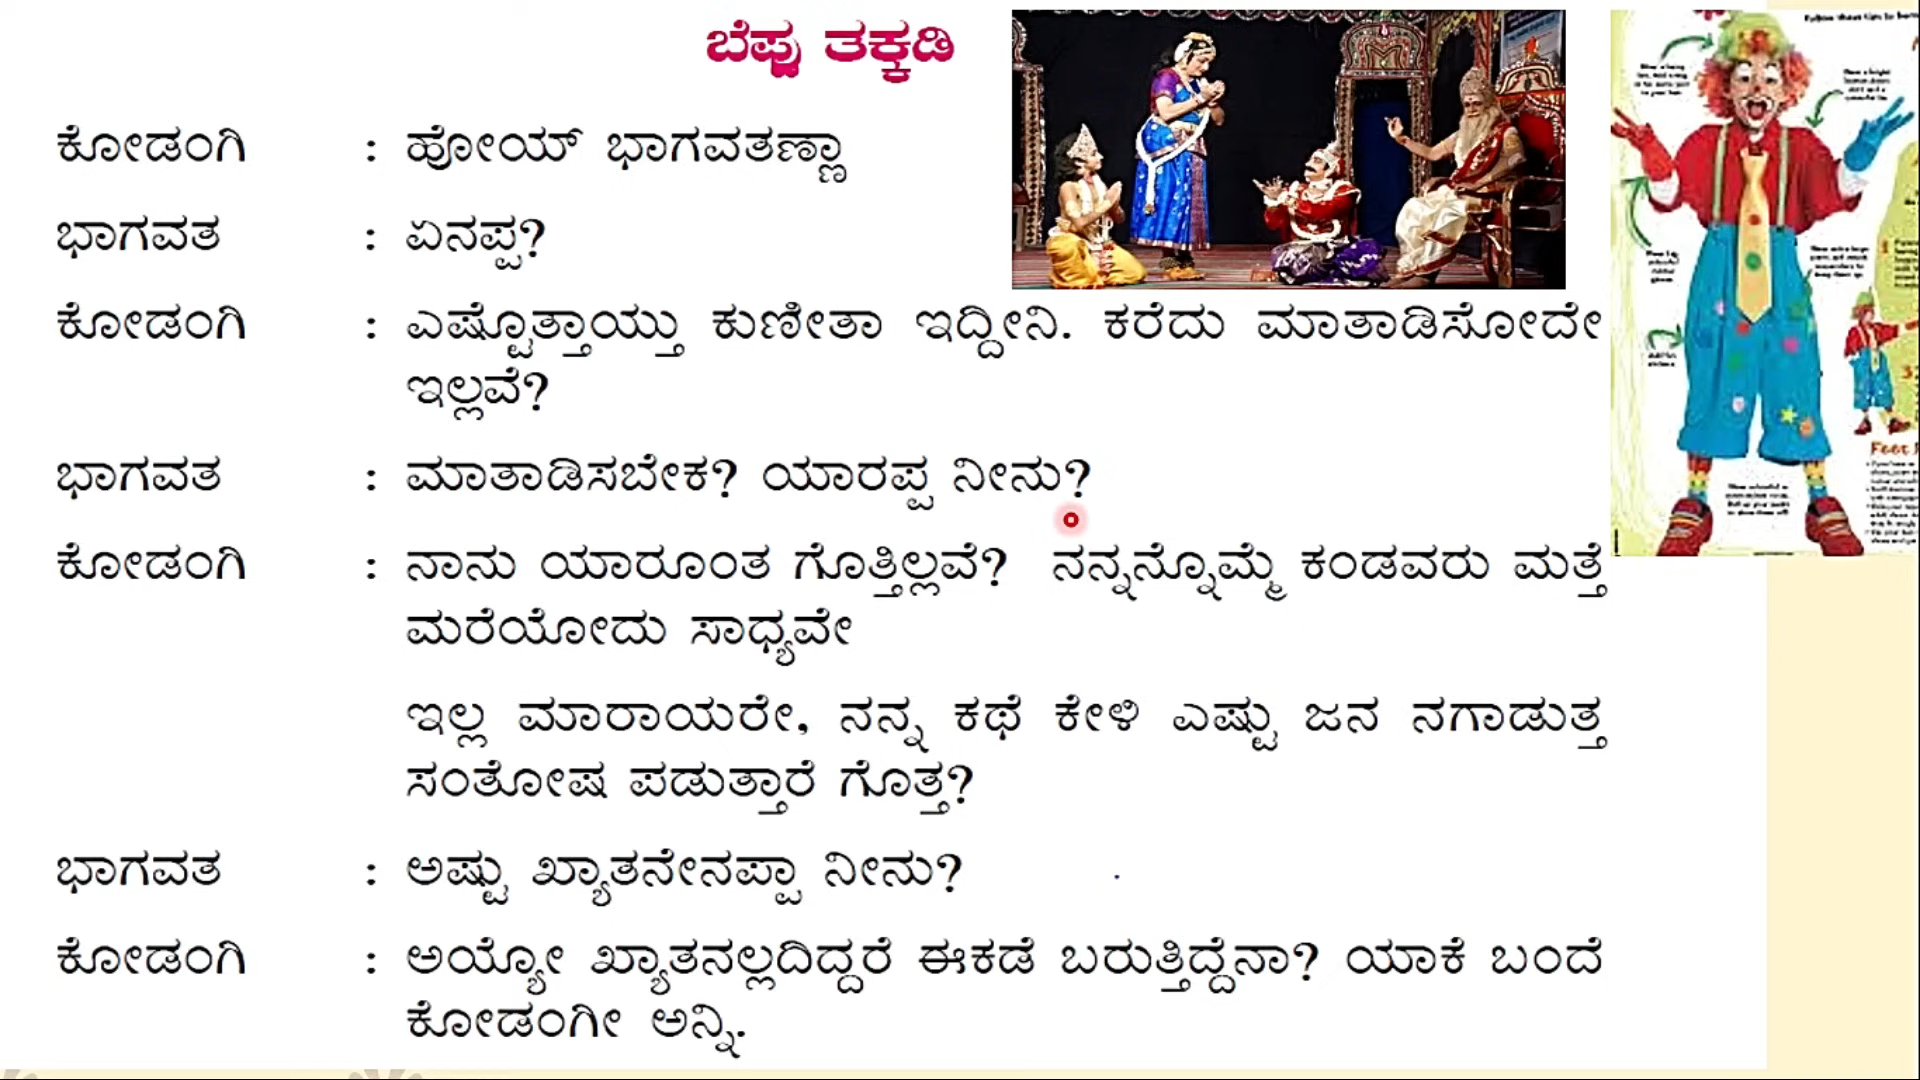 ಬೆಪ್ಪು ತಕ್ಕಡಿ
ಕೋಡಂಗಿ : ಹೋಯ್ ಭಾಗವತಣ್ಣಾ
ಭಾಗವತ : ಏನಪ್ಪ?
ಕೋಡಂಗಿ : ಎಷ್ಟೊತ್ತಾಯ್ತು ಕುಣೀತಾ ಇದ್ದೀನಿ. ಕರೆದು ಮಾತಾಡಿಸೋದೇ
ಇಲ್ಲವೆ?
ಭಾಗವತ : ಮಾತಾಡಿಸಬೇಕ? ಯಾರಪ್ಪ ನೀನು?
ಕೋಡಂಗಿ : ನಾನು ಯಾರೂಂತ ಗೊತ್ತಿಲ್ಲವೆ? ನನ್ನನ್ನೊಮ್ಮೆ ಕಂಡವರು ಮತ್ತೆ
ಮರೆಯೋದು ಸಾಧ್ಯವೇ
ಇಲ್ಲ ಮಾರಾಯರೇ, ನನ್ನ ಕಥೆ ಕೇಳಿ ಎಷ್ಟು ಜನ ನಗಾಡುತ್ತ
ಸಂತೋಷ ಪಡುತ್ತಾರೆ ಗೊತ್ತ?
ಭಾಗವತ : ಅಷ್ಟು ಖ್ಯಾತನೇನಪ್ಪಾ ನೀನು?
ಕೋಡಂಗಿ : ಅಯ್ಯೋ ಖ್ಯಾತನಲ್ಲದಿದ್ದರೆ ಈಕಡೆ ಬರುತ್ತಿದ್ದೆನಾ? ಯಾಕೆ ಬಂದೆ
ಕೋಡಂಗೀ ಅನ್ನಿ.